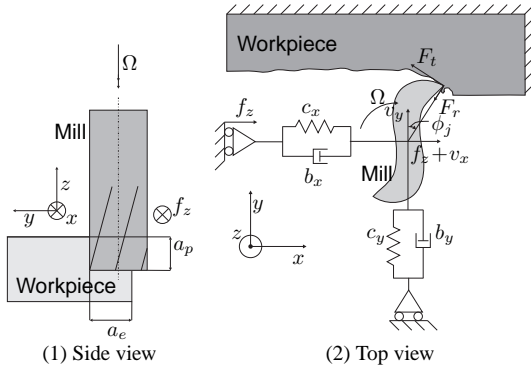 Ω
Mill
z
y
x
f_z
a_p
Workpiece
a_e
(1) Side view
Workpiece
F_t
f_z
c_x
Ω
v_y
F_r
ϕ_j
f_z + v_x
b_x
Mill
y
z
x
c_y
b_y
(2) Top view